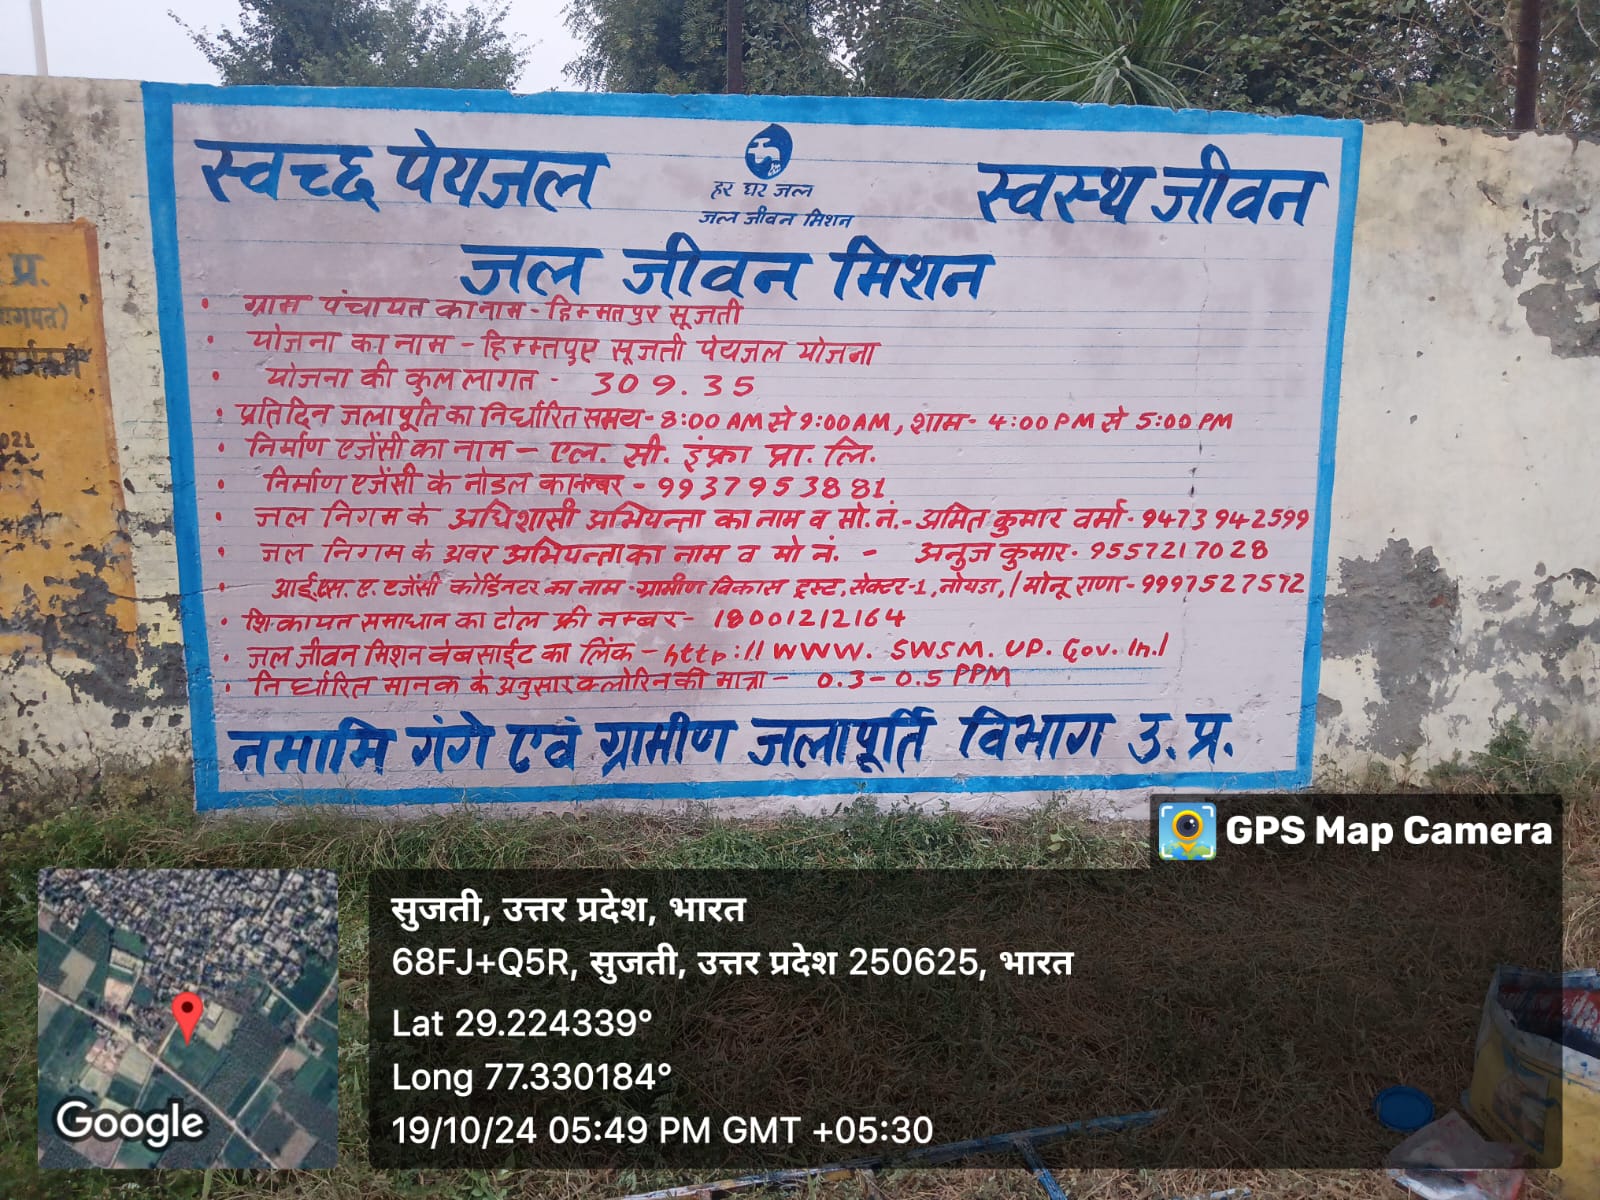 स्वच्छ पेयजल
हर घर जल
जल जीवन मिशन
स्वस्थ जीवन
जल जीवन मिशन
• ग्राम पंचायत का नाम - हिम्मतपुर सूजती
• योजना का नाम - हिम्मतपुर सूजती पेयजल योजना
• योजना की कुल लागत - 309.35
• प्रतिदिन जलापूर्ति का निर्धारित समय - 8:00 AM से 9:00 AM, शाम - 4:00 PM से 5:00 PM
• निर्माण एजेंसी का नाम - एल. सी. इंफ्रा प्रा. लि.
• निर्माण एजेंसी के नोडल का नम्बर - 9937953881
• जल निगम के अधिशासी अभियन्ता का नाम व मो. नं. - अमित कुमार वर्मा - 9473942599
• जल निगम के अवर अभियन्ता का नाम व मो नं. - अनुज कुमार - 9557217028
• आई.एस. ए. एजेंसी कोर्डिनटर का नाम - ग्रामीण विकास ट्रस्ट, सेक्टर-1, नोयडा, / मोनू राणा - 9997527572
• शिकायत समाधान का टोल फ्री नम्बर - 18001212164
• जल जीवन मिशन वेबसाईट का लिंक - http://www. SWSM. UP. Gov. In./
• निर्धारित मानक के अनुसार क्लोरिन की मात्रा - 0.3 - 0.5 PPM
नमामि गंगे एवं ग्रामीण जलापूर्ति विभाग उ. प्र.
प्र.
2021
GPS Map Camera
सुजती, उत्तर प्रदेश, भारत
68FJ+Q5R, सुजती, उत्तर प्रदेश 250625, भारत
Lat 29.224339°
Long 77.330184°
19/10/24 05:49 PM GMT +05:30
Google